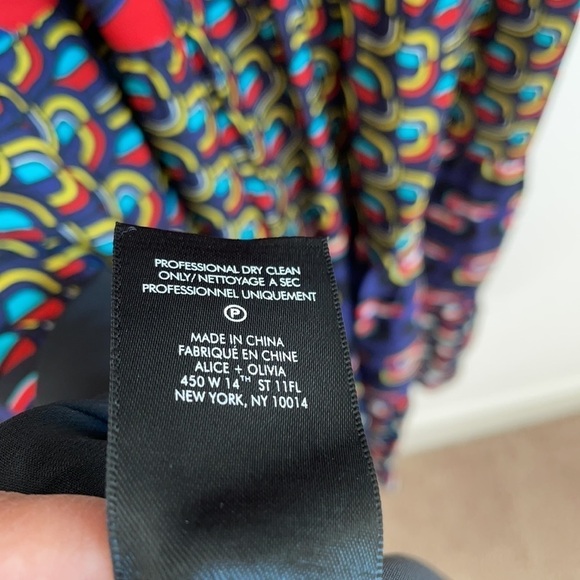 PROFESSIONAL DRY CLEAN
ONLY/ NETTOYAGE A SEC
PROFESSIONNEL UNIQUEMENT
P
MADE IN CHINA
FABRIQUÉ EN CHINE
ALICE + OLIVIA
450 W 14TH ST 11FL
NEW YORK, NY 10014